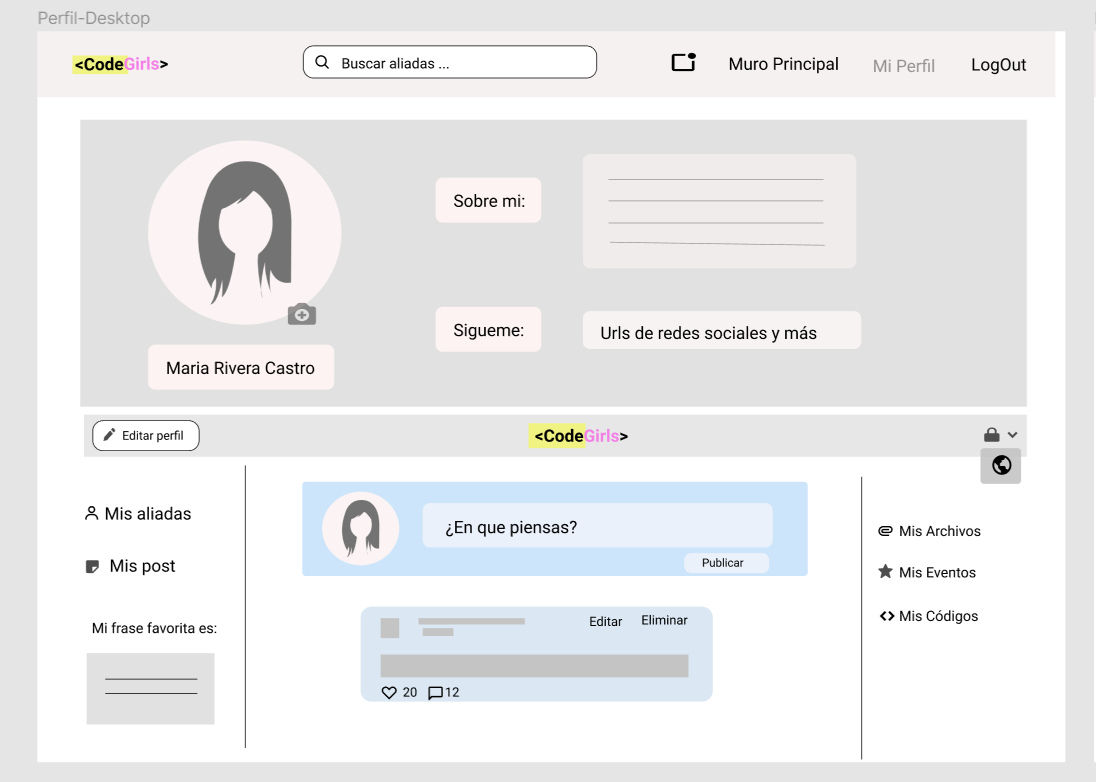 Perfil-Desktop
<CodeGirls>
Buscar aliadas ...
Muro Principal
Mi Perfil
LogOut
Sobre mi:
Sigueme:
Urls de redes sociales y más
Maria Rivera Castro
Editar perfil
<CodeGirls>
Mis aliadas
Mis post
Mi frase favorita es:
¿En que piensas?
Publicar
Editar
Eliminar
20
12
Mis Archivos
Mis Eventos
Mis Códigos